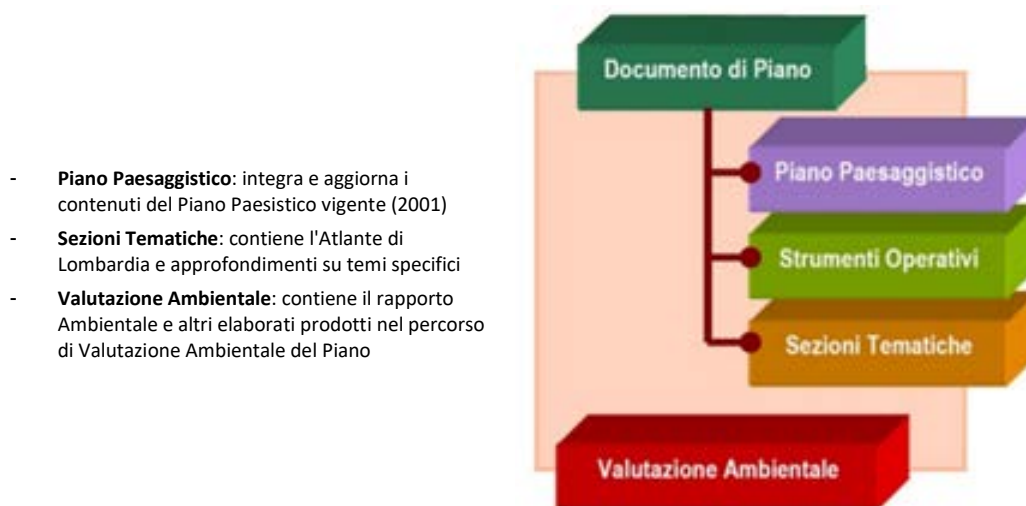 - Piano Paesaggistico: integra e aggiorna i
contenuti del Piano Paesistico vigente (2001)
- Sezioni Tematiche: contiene l'Atlante di
Lombardia e approfondimenti su temi specifici
- Valutazione Ambientale: contiene il rapporto
Ambientale e altri elaborati prodotti nel percorso
di Valutazione Ambientale del Piano
Documento di Piano
Piano Paesaggistico
Strumenti Operativi
Sezioni Tematiche
Valutazione Ambientale